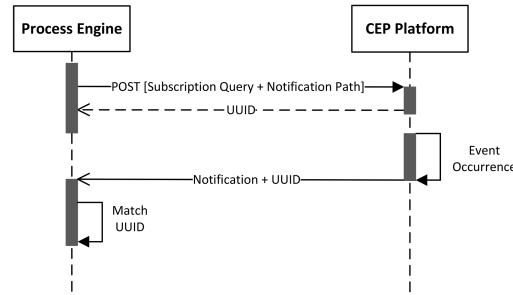 Process Engine
CEP Platform
POST [Subscription Query + Notification Path]
UUID
Event
Occurrence
Notification + UUID
Match
UUID